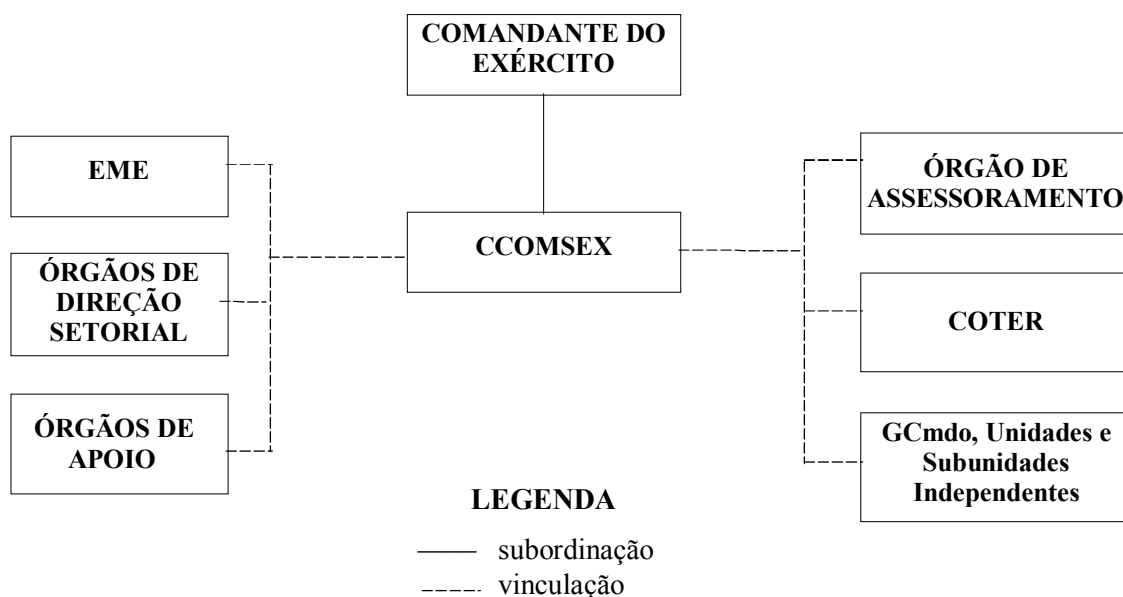 COMANDANTE DO
EXÉRCITO
EME
ÓRGÃOS DE
DIREÇÃO
SETORIAL
ÓRGÃOS DE
APOIO
CCOMSEX
ÓRGÃO DE
ASSESSORAMENTO
COTER
GCmdo, Unidades e
Subunidades
Independentes
LEGENDA
subordinação
vinculação